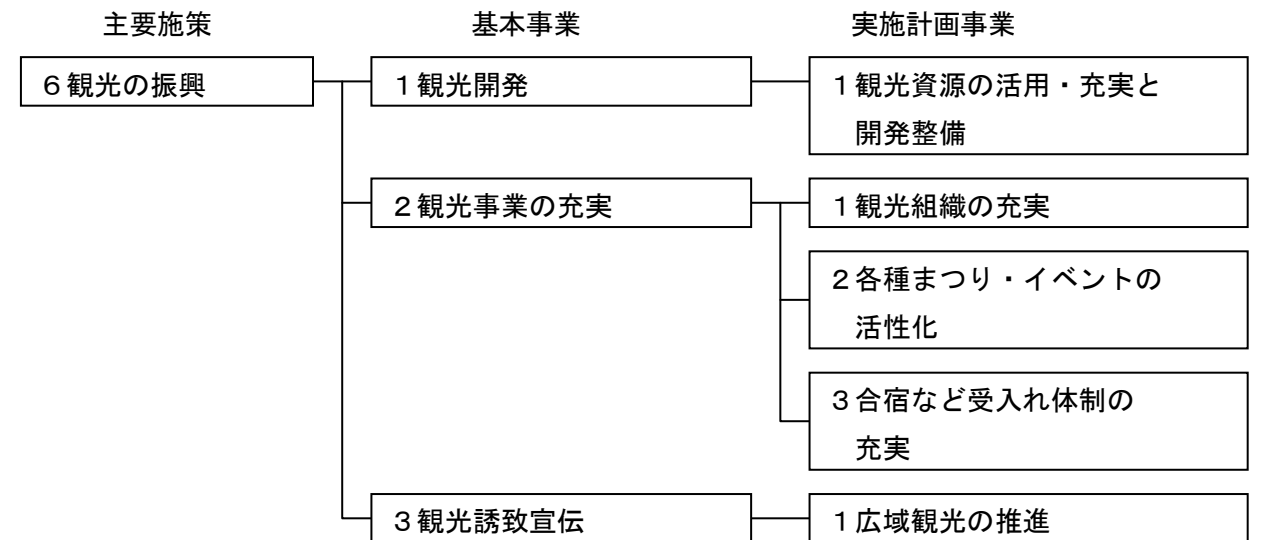 主要施策 基本事業 実施計画事業
６観光の振興 １観光開発 １観光資源の活用・充実と
開発整備
２観光事業の充実 １観光組織の充実
２各種まつり・イベントの
活性化
３合宿など受入れ体制の
充実
３観光誘致宣伝 １広域観光の推進